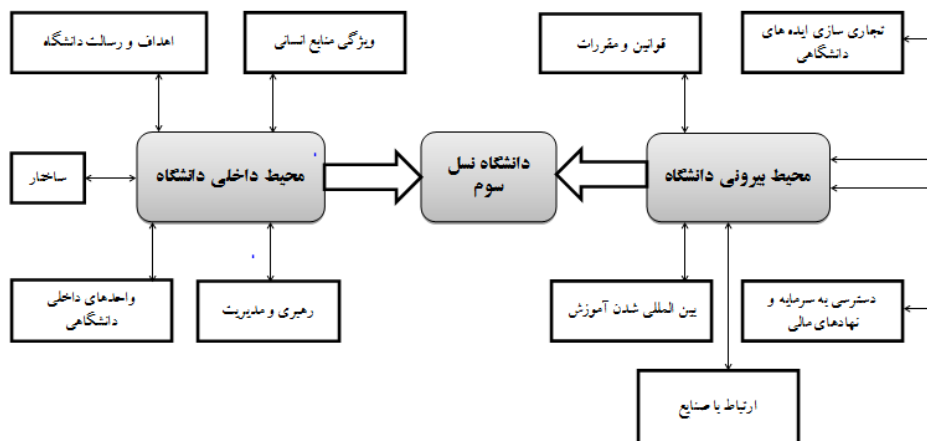 تجاری سازی ایده های
دانشگاهی
قوانین و مقررات
ویژگی منابع انسانی
اهداف و رسالت دانشگاه
محیط بیرونی دانشگاه
دانشگاه نسل
سوم
محیط داخلی دانشگاه
ساختار
دسترسی به سرمایه و
نهادهای مالی
بین المللی شدن آموزش
رهبری و مدیریت
واحدهای داخلی
دانشگاهی
ارتباط با صنایع